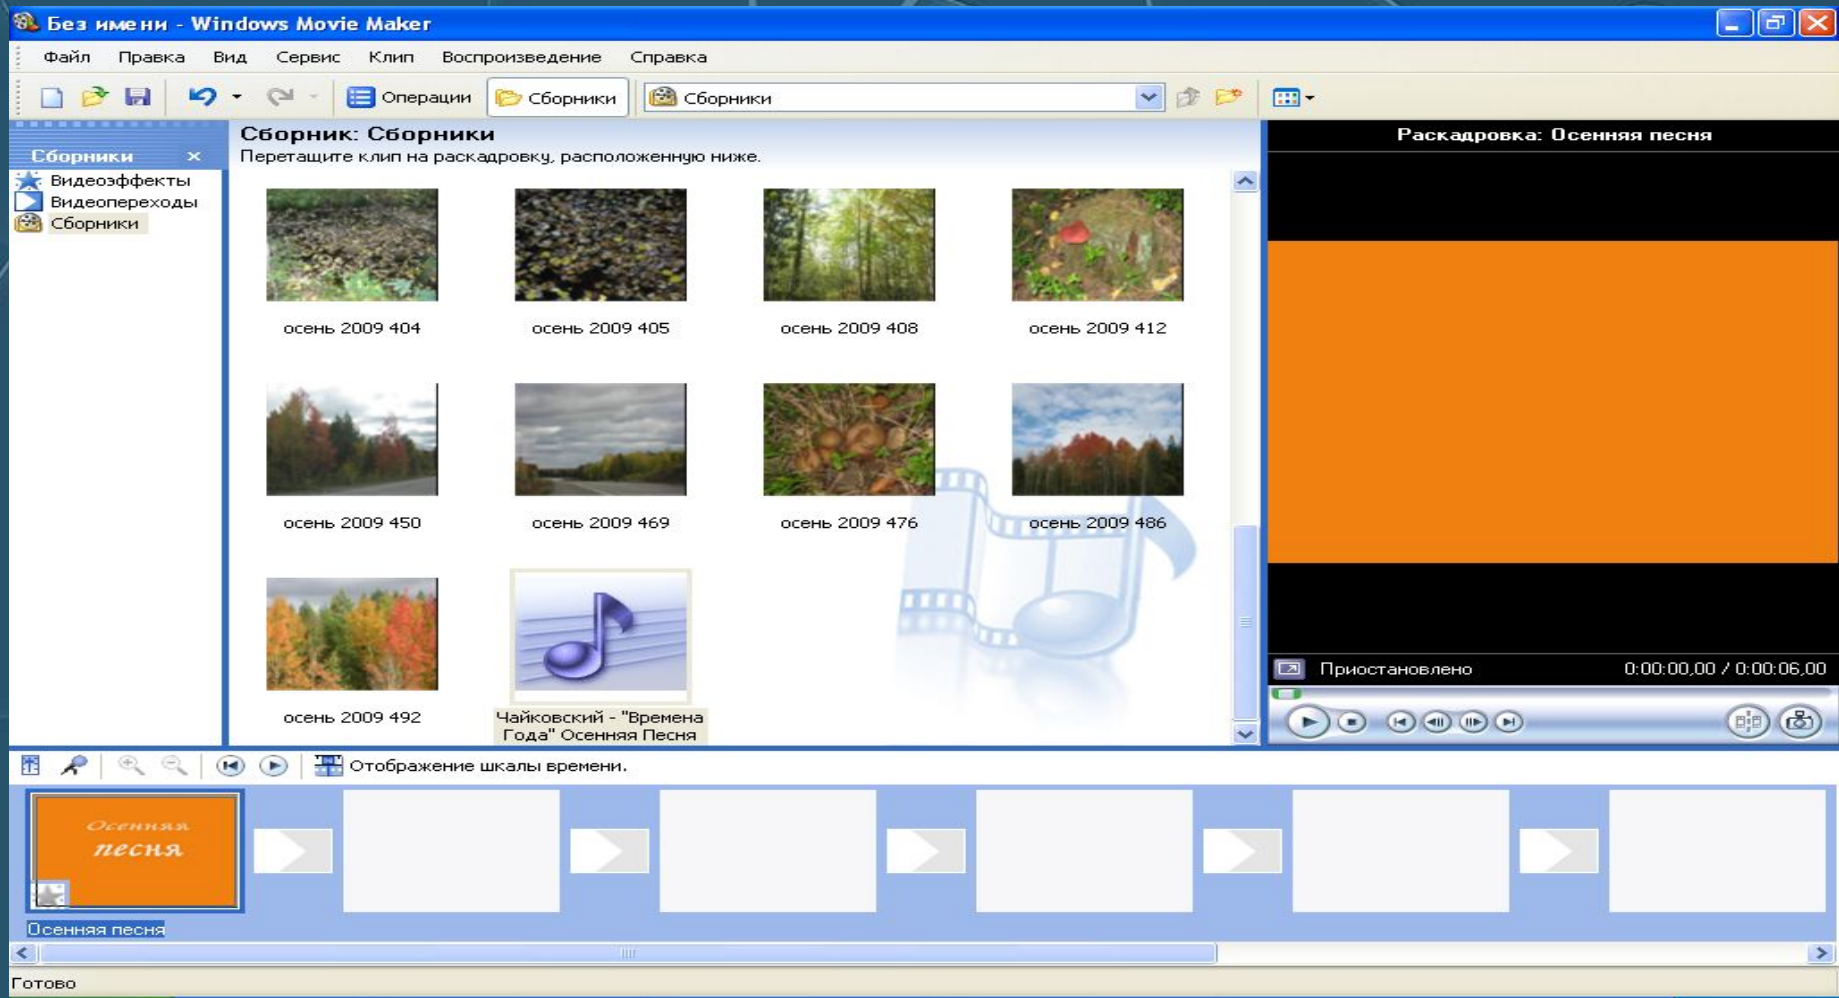 Без имени - Windows Movie Maker
Файл Правка Вид Сервис Клип Воспроизведение Справка
Операции Сборники Сборники
Сборники
Видеоэффекты
Видеопереходы
Сборники
Сборник: Сборники
Перетащите клип на раскадровку, расположенную ниже.
осень 2009 404 осень 2009 405 осень 2009 408 осень 2009 412
осень 2009 450 осень 2009 469 осень 2009 476 осень 2009 486
осень 2009 492 Чайковский - "Времена
Года" Осенняя Песня
Раскадровка: Осенняя песня
Приостановлено 0:00:00,00 / 0:00:06,00
Отображение шкалы времени.
Осенняя
песня
Осенняя песня
Готово